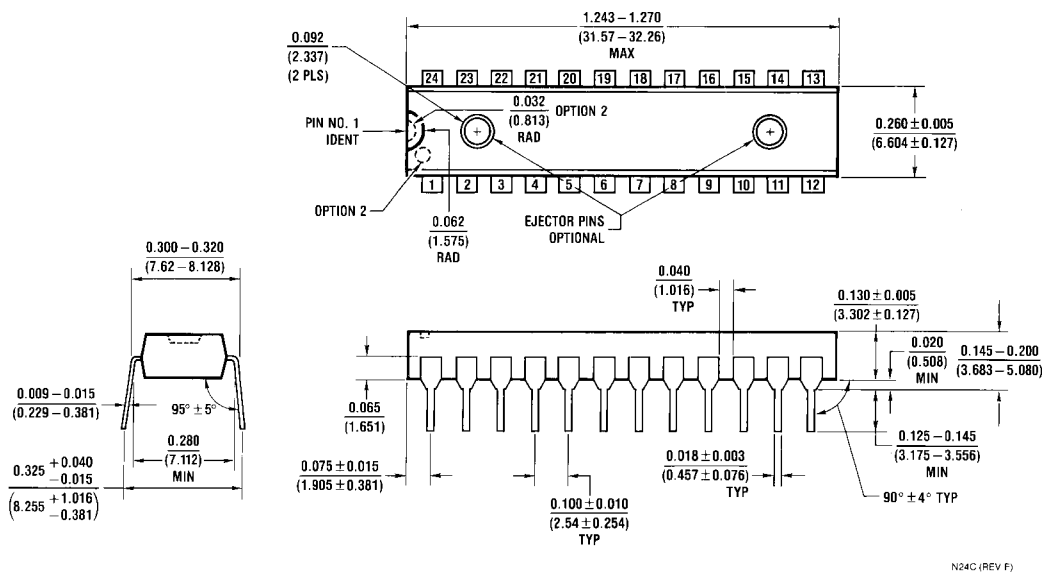 1.243 – 1.270
(31.57 – 32.26)
MAX
0.092
(2.337)
(2 PLS)
24 23 22 21 20 19 18 17 16 15 14 13
0.032
(0.813)
RAD
OPTION 2
PIN NO. 1
IDENT
0.260 ± 0.005
(6.604 ± 0.127)
1 2 3 4 5 6 7 8 9 10 11 12
OPTION 2
0.062
(1.575)
RAD
EJECTOR PINS
OPTIONAL
0.300 – 0.320
(7.62 – 8.128)
0.040
(1.016)
TYP
0.130 ± 0.005
(3.302 ± 0.127)
0.020
(0.508)
MIN
0.145 – 0.200
(3.683 – 5.080)
0.009 – 0.015
(0.229 – 0.381)
95° ± 5°
0.065
(1.651)
0.280
(7.112)
MIN
0.125 – 0.145
(3.175 – 3.556)
MIN
0.325 +0.040 –0.015
(8.255 +1.016 –0.381)
0.075 ± 0.015
(1.905 ± 0.381)
0.018 ± 0.003
(0.457 ± 0.076)
TYP
90° ± 4° TYP
0.100 ± 0.010
(2.54 ± 0.254)
TYP
N24C (REV F)